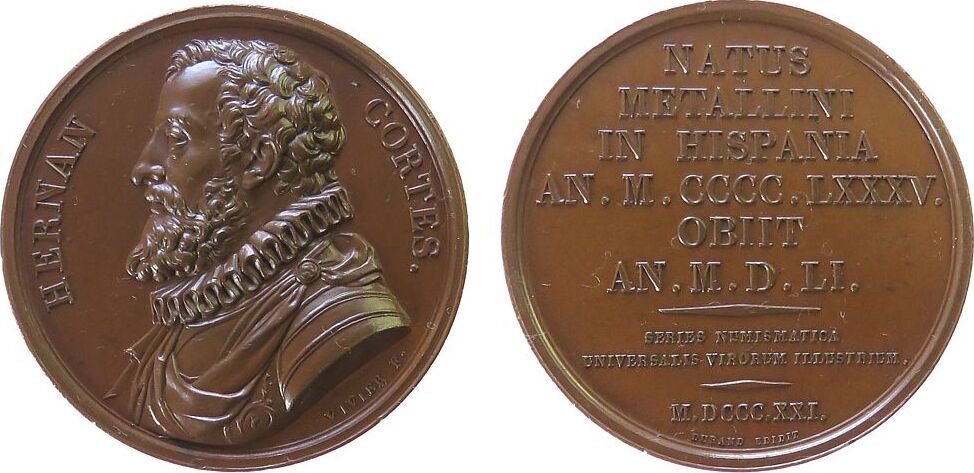 HERNAN
CORTES.
VIVIER F.
NATUS
METALLINI
IN HISPANIA
AN. M. CCCC. LXXXV.
OBIIT
AN. M. D. LI.
SERIES NUMISMATICA
UNIVERSALIS VIRORUM ILLUSTRIUM.
M. DCCC. XXI.
DURAND EDIDIT